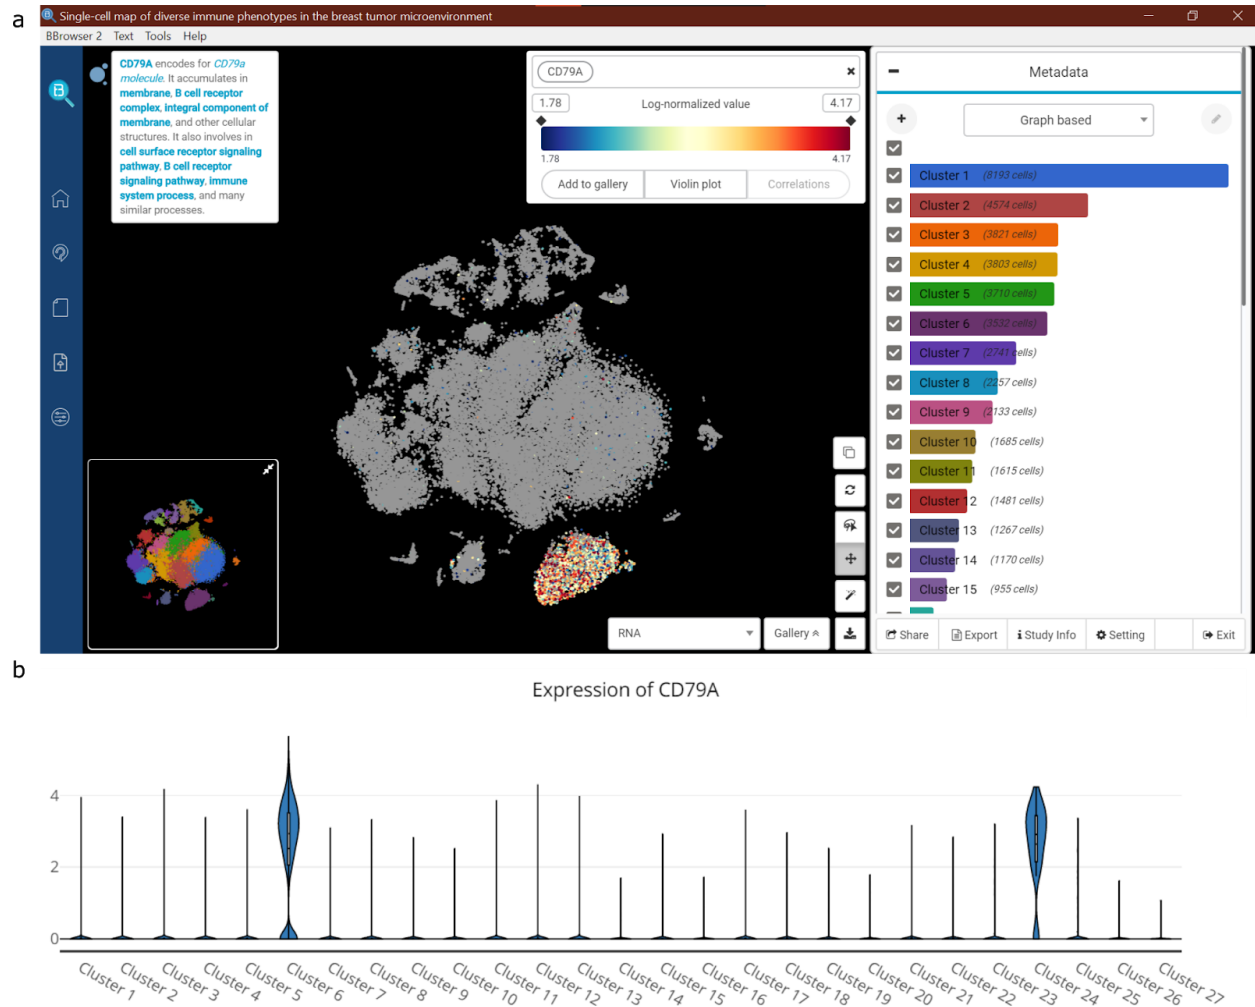 a
Single-cell map of diverse immune phenotypes in the breast tumor microenvironment
BBrowser 2 Text Tools Help
CD79A encodes for CD79a
molecule. It accumulates in
membrane, B cell receptor
complex, integral component of
membrane, and other cellular
structures. It also involves in
cell surface receptor signaling
pathway, B cell receptor
signaling pathway, immune
system process, and many
similar processes.
CD79A
1.78 Log-normalized value 4.17
1.78 4.17
Add to gallery Violin plot Correlations
RNA Gallery
Metadata
Graph based
Cluster 1 (8193 cells)
Cluster 2 (4574 cells)
Cluster 3 (3821 cells)
Cluster 4 (3803 cells)
Cluster 5 (3710 cells)
Cluster 6 (3532 cells)
Cluster 7 (2741 cells)
Cluster 8 (2257 cells)
Cluster 9 (2133 cells)
Cluster 10 (1685 cells)
Cluster 11 (1615 cells)
Cluster 12 (1481 cells)
Cluster 13 (1267 cells)
Cluster 14 (1170 cells)
Cluster 15 (955 cells)
Share Export Study Info Setting Exit
b
Expression of CD79A
4
2
0
Cluster 1
Cluster 2
Cluster 3
Cluster 4
Cluster 5
Cluster 6
Cluster 7
Cluster 8
Cluster 9
Cluster 10
Cluster 11
Cluster 12
Cluster 13
Cluster 14
Cluster 15
Cluster 16
Cluster 17
Cluster 18
Cluster 19
Cluster 20
Cluster 21
Cluster 22
Cluster 23
Cluster 24
Cluster 25
Cluster 26
Cluster 27